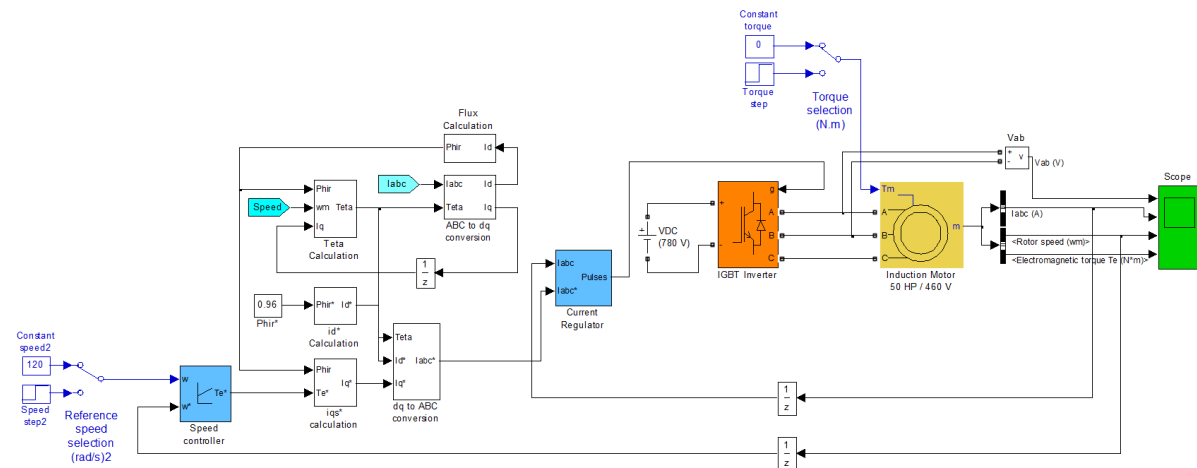 Constant
torque
0
Torque
step
Torque
selection
(N.m)
Flux
Calculation
Phir Id
Iabc
Iabc Id
Teta Iq
ABC to dq
conversion
Speed
Phir
wm Teta
Iq
Teta
Calculation
1
z
0.96
Phir*
Phir* Id*
id*
Calculation
Phir
Iq*
Te*
iqs*
calculation
Teta
Id* Iabc*
Iq*
dq to ABC
conversion
Constant
speed2
120
Speed
step2
Reference
speed
selection
(rad/s)2
w
Te*
w*
Speed
controller
Iabc
Pulses
Iabc*
Current
Regulator
VDC
(780 V)
+
-
+
-
g
A
B
C
IGBT Inverter
Tm
A
B
C
m
Induction Motor
50 HP / 460 V
Vab
+
-
v
Vab (V)
Scope
Iabc (A)
<Rotor speed (wm)>
<Electromagnetic torque Te (N*m)>
1
z
1
z